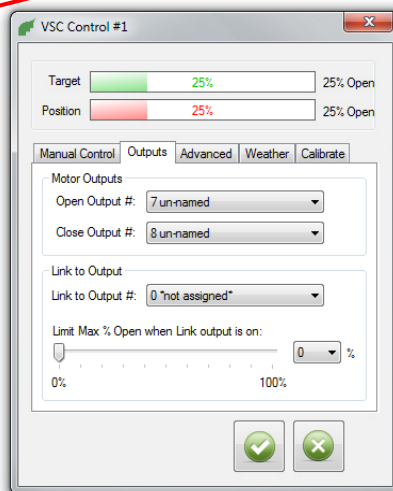 VSC Control #1
Target 25% 25% Open
Position 25% 25% Open
Manual Control Outputs Advanced Weather Calibrate
Motor Outputs
Open Output #: 7 un-named
Close Output #: 8 un-named
Link to Output
Link to Output #: 0 *not assigned*
Limit Max % Open when Link output is on:
0 %
0% 100%